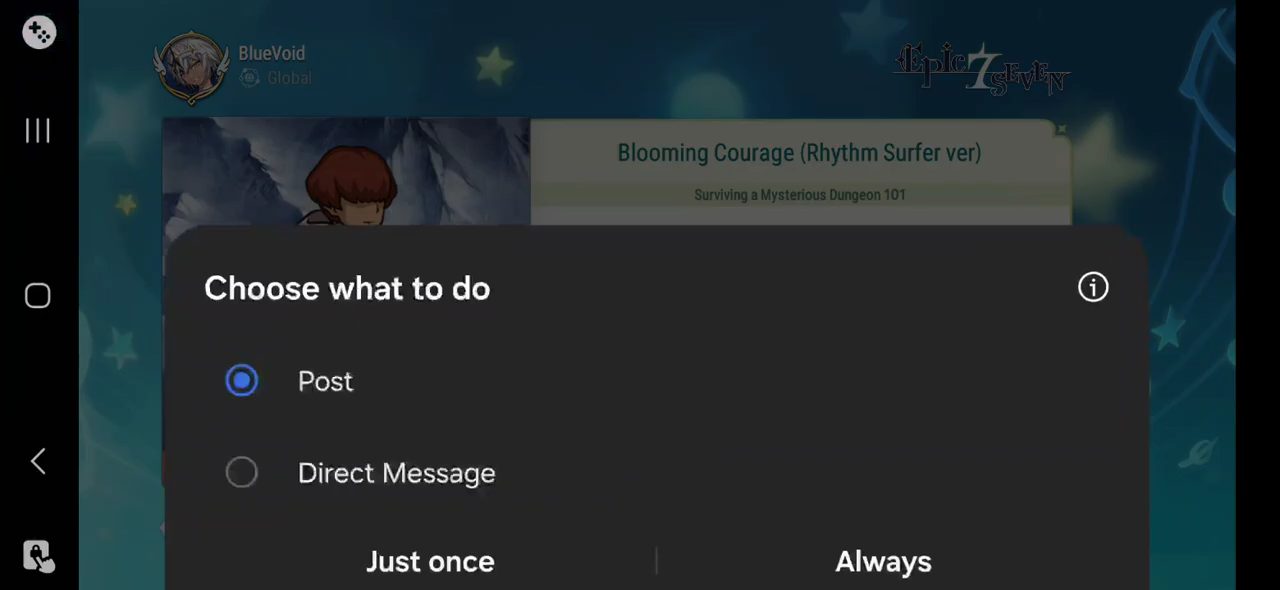 BlueVoid
Global
Epic 7 SEVEN
Blooming Courage (Rhythm Surfer ver)
Surviving a Mysterious Dungeon 101
Choose what to do
Post
Direct Message
Just once
Always